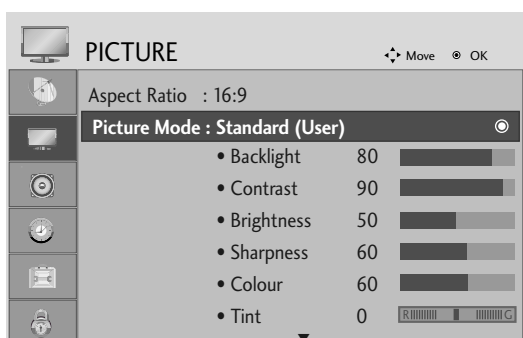 PICTURE
Move OK
Aspect Ratio : 16:9
Picture Mode : Standard (User)
• Backlight 80
• Contrast 90
• Brightness 50
• Sharpness 60
• Colour 60
• Tint 0 R G